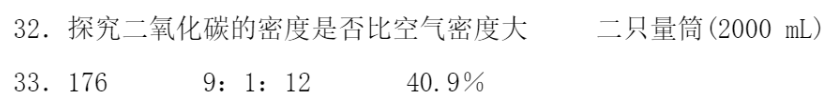 32．探究二氧化碳的密度是否比空气密度大　　二只量筒(2000 mL)
33．176　　9：1：12　　40.9％